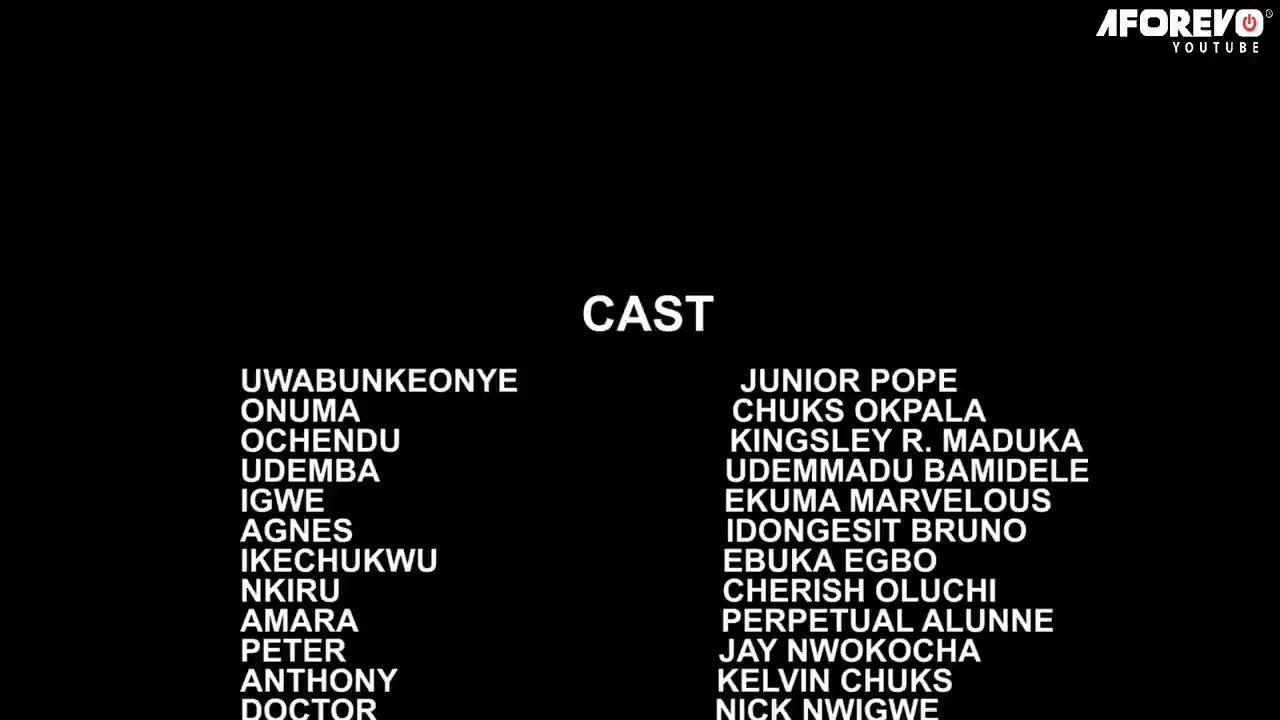 AFOREVO
YOUTUBE
CAST
UWABUNKEONYE JUNIOR POPE
ONUMA CHUKS OKPALA
OCHENDU KINGSLEY R. MADUKA
UDEMBA UDEMMADU BAMIDELE
IGWE EKUMA MARVELOUS
AGNES IDONGESIT BRUNO
IKECHUKWU EBUKA EGBO
NKIRU CHERISH OLUCHI
AMARA PERPETUAL ALUNNE
PETER JAY NWOKOCHA
ANTHONY KELVIN CHUKS
DOCTOR NICK NWIGWE